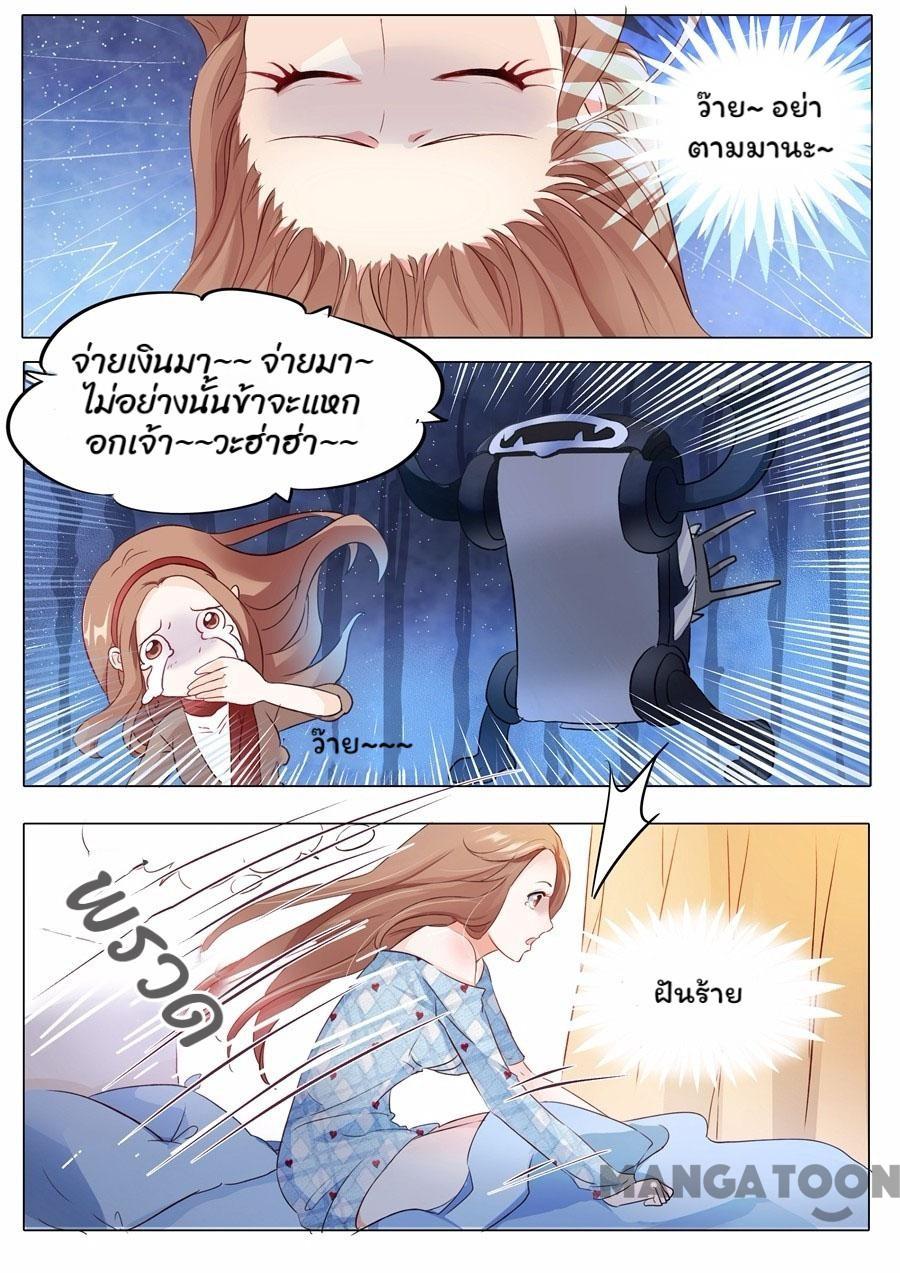 ว๊าย~ อย่า
ตามมานะ~
จ่ายเงินมา~~ จ่ายมา~
ไม่อย่างนั้นข้าจะแหก
อกเจ้า~~วะฮ่าฮ่า~~
ว๊าย~~~
พรวด
ฝันร้าย
MANGATOON